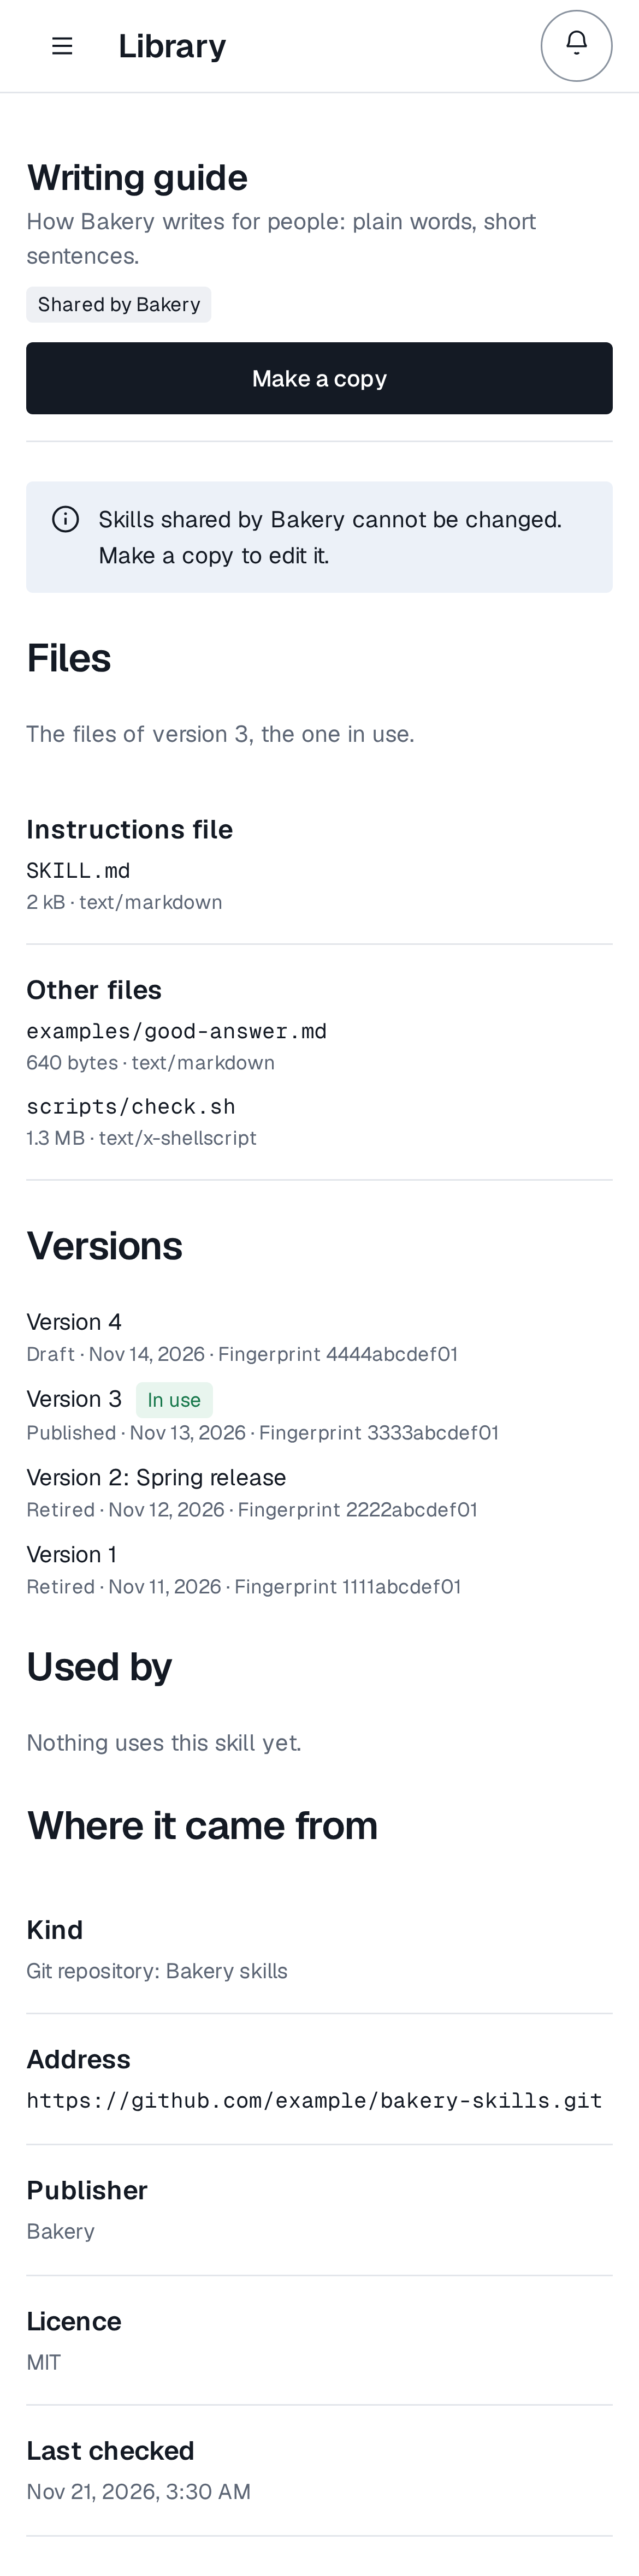 Library
Writing guide
How Bakery writes for people: plain words, short
sentences.
Shared by Bakery
Make a copy
Skills shared by Bakery cannot be changed.
Make a copy to edit it.
Files
The files of version 3, the one in use.
Instructions file
SKILL.md
2 kB · text/markdown
Other files
examples/good-answer.md
640 bytes · text/markdown
scripts/check.sh
1.3 MB · text/x-shellscript
Versions
Version 4
Draft · Nov 14, 2026 · Fingerprint 4444abcdef01
Version 3 In use
Published · Nov 13, 2026 · Fingerprint 3333abcdef01
Version 2: Spring release
Retired · Nov 12, 2026 · Fingerprint 2222abcdef01
Version 1
Retired · Nov 11, 2026 · Fingerprint 1111abcdef01
Used by
Nothing uses this skill yet.
Where it came from
Kind
Git repository: Bakery skills
Address
https://github.com/example/bakery-skills.git
Publisher
Bakery
Licence
MIT
Last checked
Nov 21, 2026, 3:30 AM